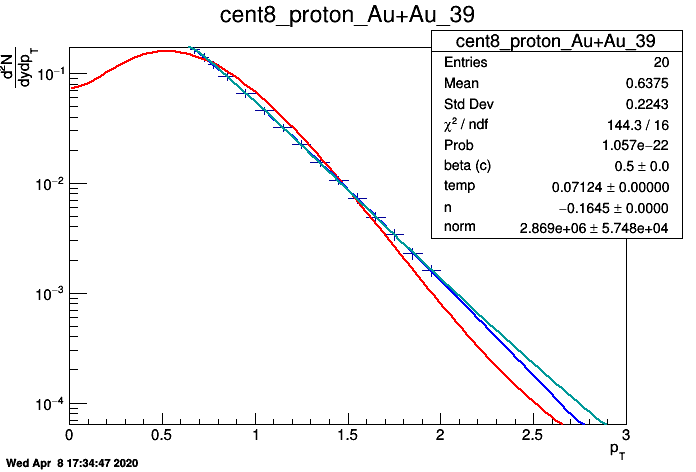 cent8_proton_Au+Au_39
cent8_proton_Au+Au_39
Entries 20
Mean 0.6375
Std Dev 0.2243
χ² / ndf 144.3 / 16
Prob 1.057e−22
beta (c) 0.5 ± 0.0
temp 0.07124 ± 0.00000
n −0.1645 ± 0.0000
norm 2.869e+06 ± 5.748e+04
d²N
dydp_T
10⁻¹
10⁻²
10⁻³
10⁻⁴
0 0.5 1 1.5 2 2.5 3
p_T
Wed Apr 8 17:34:47 2020